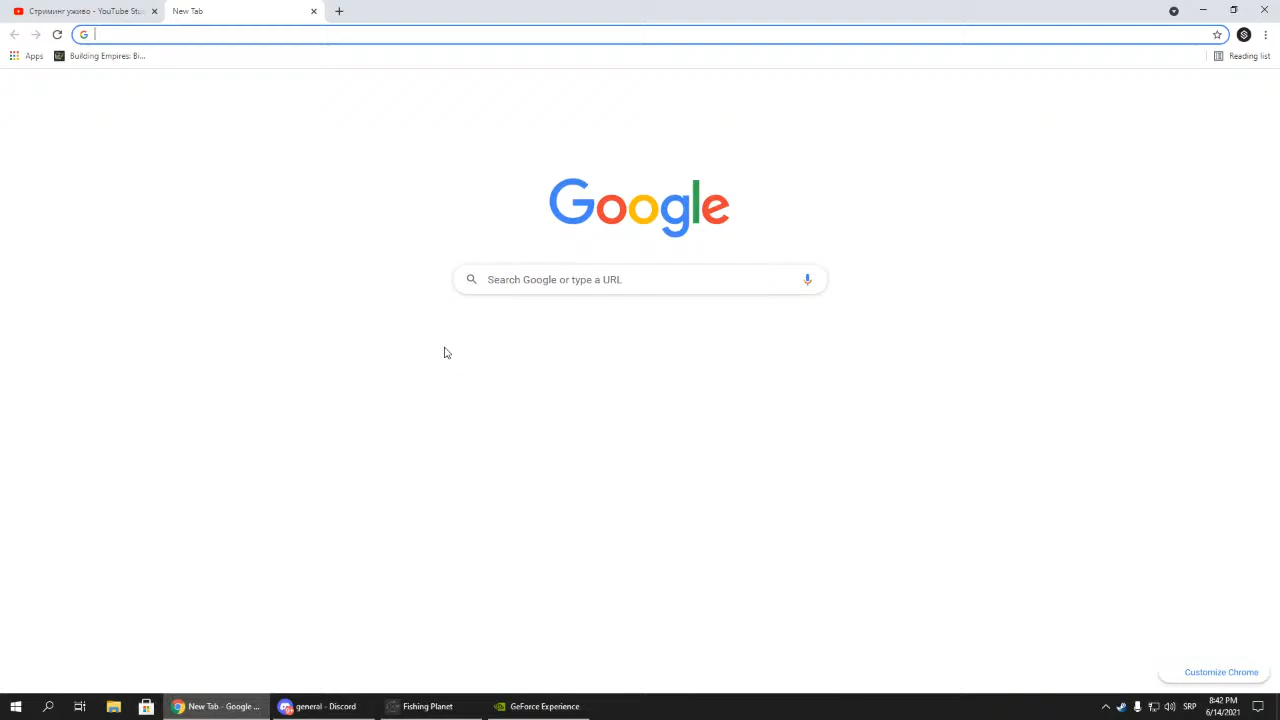 Стриминг уживо - YouTube Stu
New Tab
Apps
Building Empires: Bi...
Reading list
Google
Search Google or type a URL
Customize Chrome
New Tab - Google ...
general - Discord
Fishing Planet
GeForce Experience
SRP
8:42 PM
6/14/2021